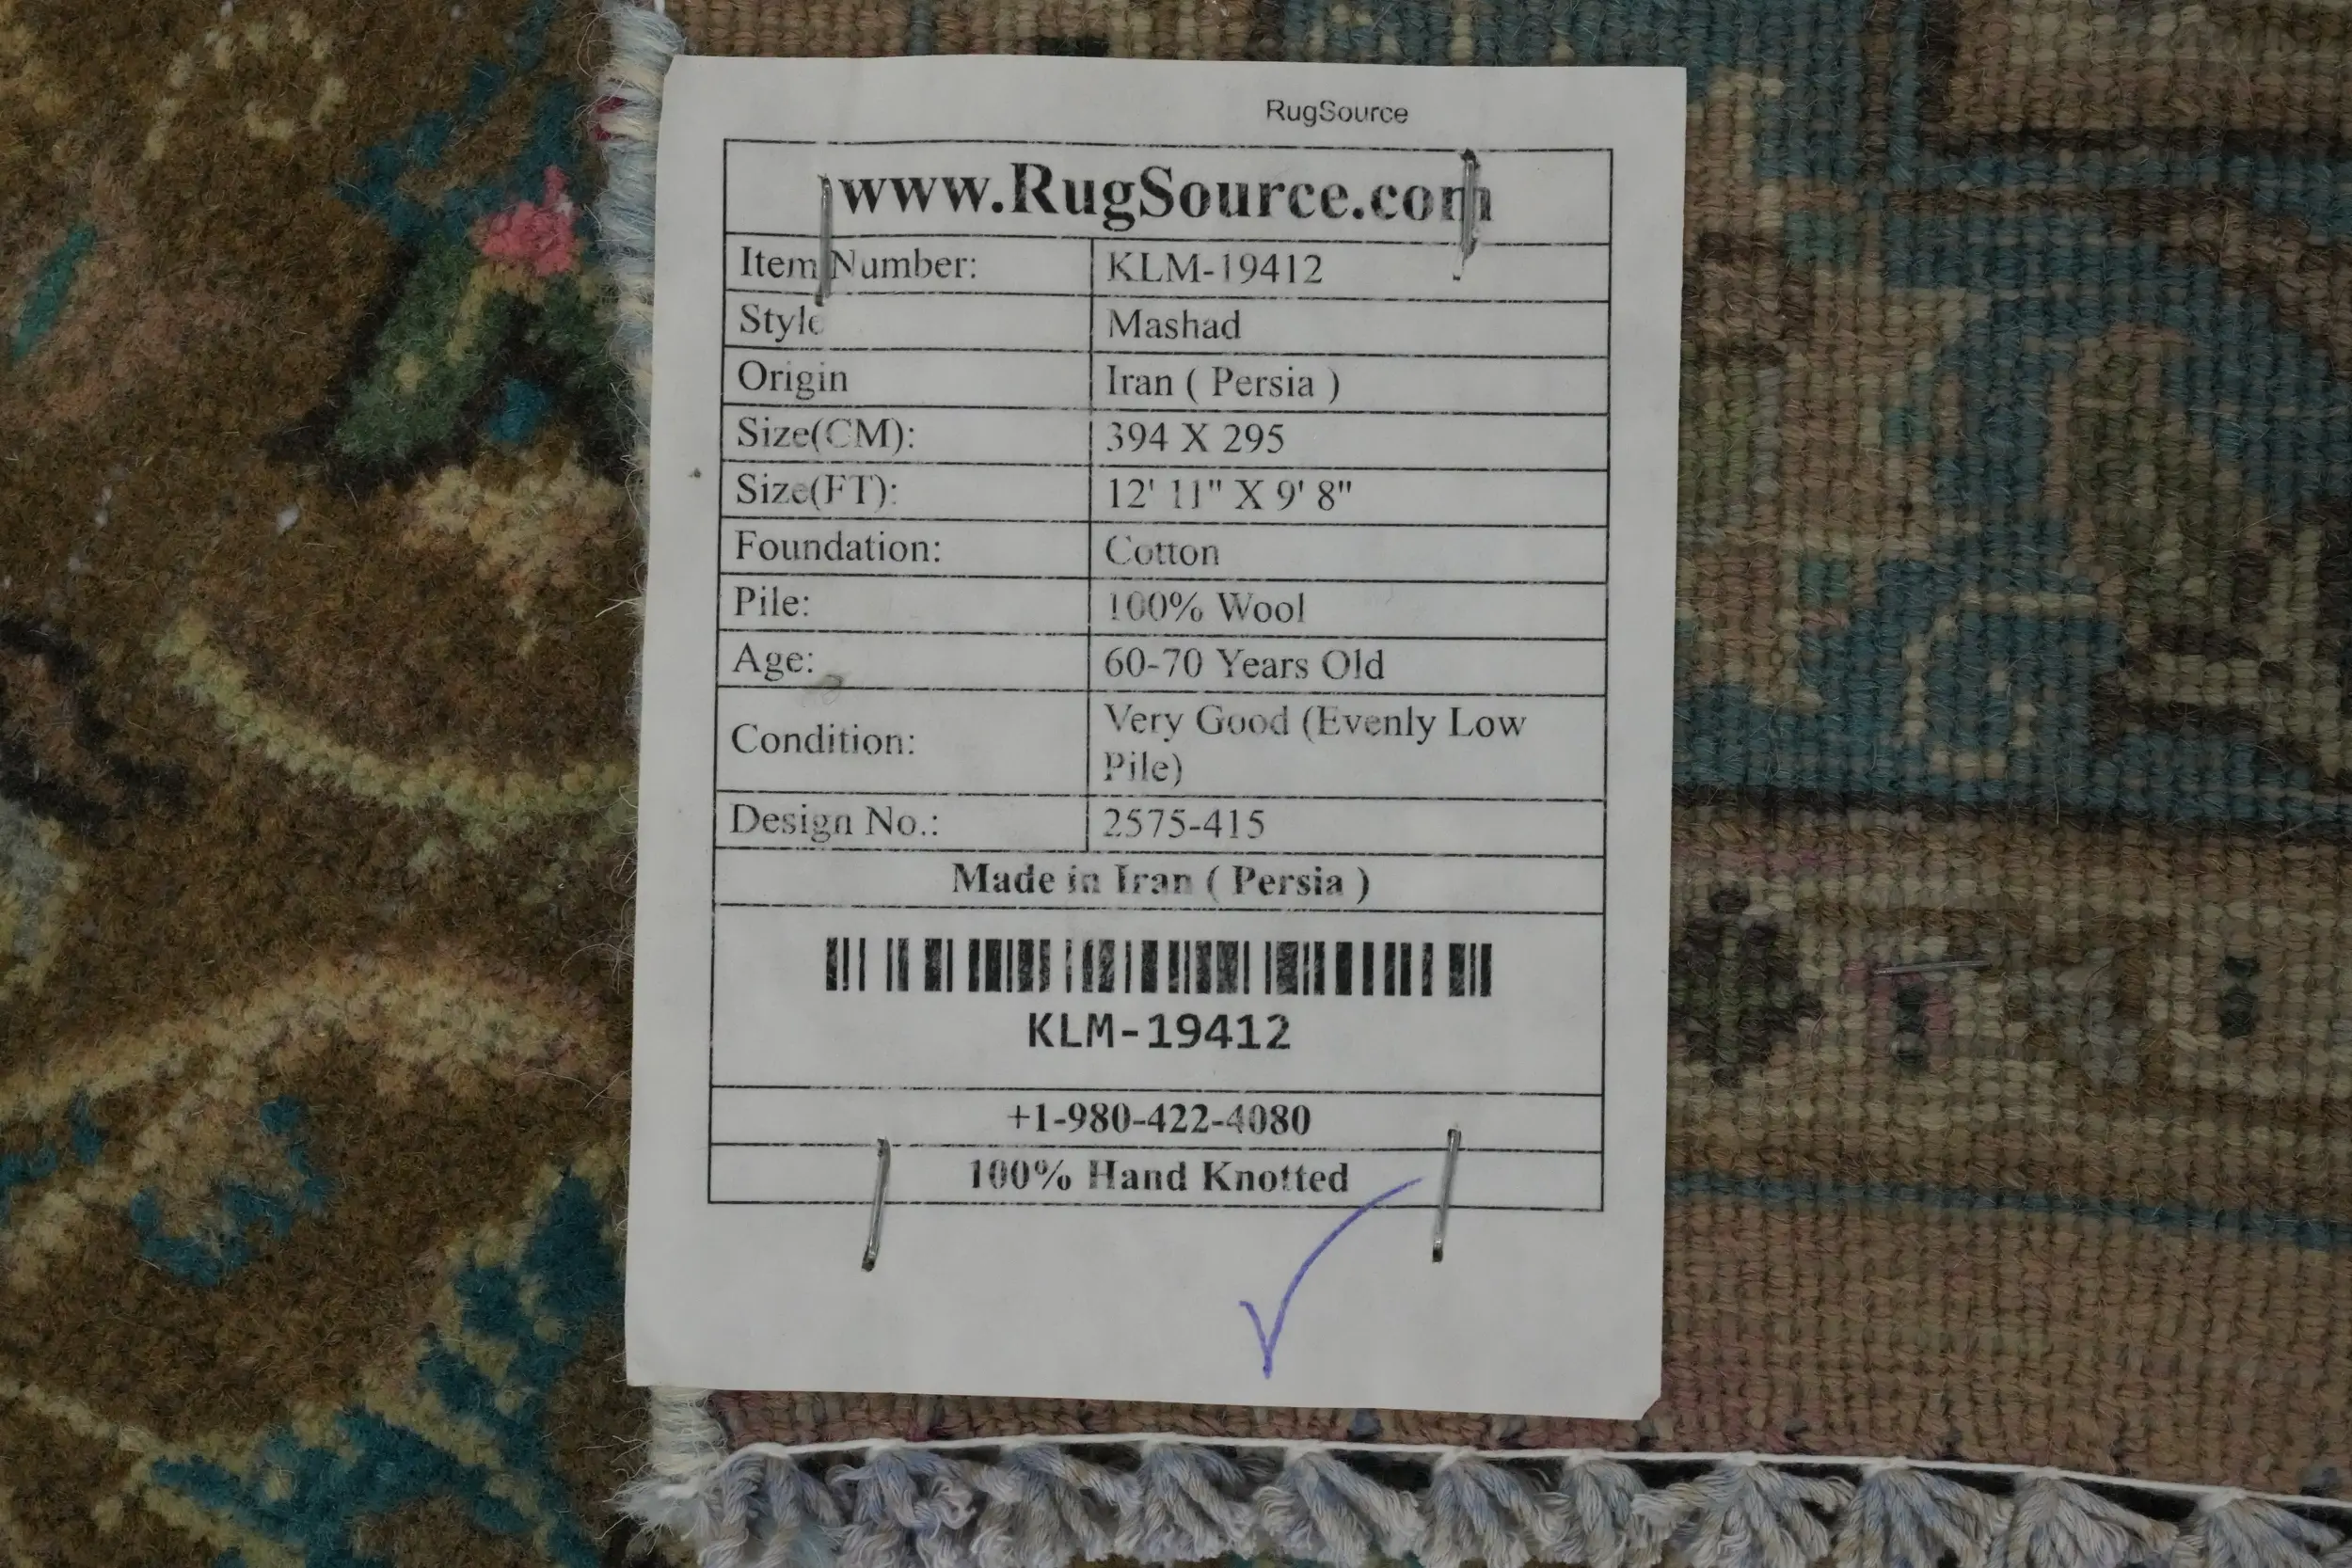 RugSource
www.RugSource.com
Item Number: KLM-19412
Style Mashad
Origin Iran ( Persia )
Size(CM): 394 X 295
Size(FT): 12' 11" X 9' 8"
Foundation: Cotton
Pile: 100% Wool
Age: 60-70 Years Old
Condition: Very Good (Evenly Low
Pile)
Design No.: 2575-415
Made in Iran ( Persia )
KLM-19412
+1-980-422-4080
100% Hand Knotted